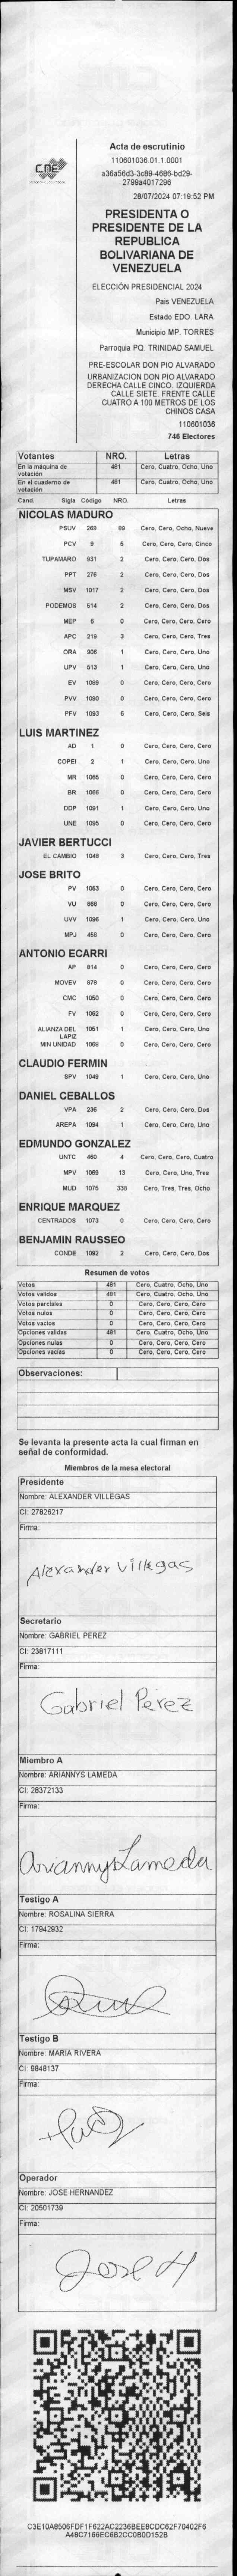 CNE
Acta de escrutinio
110601036.01.1.0001
a36a56d3-3c89-4686-bd29-
2799a4017296
28/07/2024 07:19:52 PM
PRESIDENTA O
PRESIDENTE DE LA
REPUBLICA
BOLIVARIANA DE
VENEZUELA
ELECCIÓN PRESIDENCIAL 2024
Pais VENEZUELA
Estado EDO. LARA
Municipio MP. TORRES
Parroquia PQ. TRINIDAD SAMUEL
PRE-ESCOLAR DON PIO ALVARADO
URBANIZACION DON PIO ALVARADO
DERECHA CALLE CINCO. IZQUIERDA
CALLE SIETE. FRENTE CALLE
CUATRO A 100 METROS DE LOS
CHINOS CASA
110601036
746 Electores
Votantes NRO. Letras
En la máquina de votación 481 Cero, Cuatro, Ocho, Uno
En el cuaderno de votación 481 Cero, Cuatro, Ocho, Uno
Cand. Sigla Código NRO. Letras
NICOLAS MADURO
PSUV 269 89 Cero, Cero, Ocho, Nueve
PCV 9 5 Cero, Cero, Cero, Cinco
TUPAMARO 931 2 Cero, Cero, Cero, Dos
PPT 276 2 Cero, Cero, Cero, Dos
MSV 1017 2 Cero, Cero, Cero, Dos
PODEMOS 514 2 Cero, Cero, Cero, Dos
MEP 6 0 Cero, Cero, Cero, Cero
APC 219 3 Cero, Cero, Cero, Tres
ORA 906 1 Cero, Cero, Cero, Uno
UPV 513 1 Cero, Cero, Cero, Uno
EV 1089 0 Cero, Cero, Cero, Cero
PVV 1090 0 Cero, Cero, Cero, Cero
PFV 1093 6 Cero, Cero, Cero, Seis
LUIS MARTINEZ
AD 1 0 Cero, Cero, Cero, Cero
COPEI 2 1 Cero, Cero, Cero, Uno
MR 1065 0 Cero, Cero, Cero, Cero
BR 1066 0 Cero, Cero, Cero, Cero
DDP 1091 1 Cero, Cero, Cero, Uno
UNE 1095 0 Cero, Cero, Cero, Cero
JAVIER BERTUCCI
EL CAMBIO 1048 3 Cero, Cero, Cero, Tres
JOSE BRITO
PV 1053 0 Cero, Cero, Cero, Cero
VU 868 0 Cero, Cero, Cero, Cero
UVV 1096 1 Cero, Cero, Cero, Uno
MPJ 458 0 Cero, Cero, Cero, Cero
ANTONIO ECARRI
AP 814 0 Cero, Cero, Cero, Cero
MOVEV 878 0 Cero, Cero, Cero, Cero
CMC 1050 0 Cero, Cero, Cero, Cero
FV 1062 0 Cero, Cero, Cero, Cero
ALIANZA DEL LAPIZ 1051 1 Cero, Cero, Cero, Uno
MIN UNIDAD 1069 0 Cero, Cero, Cero, Cero
CLAUDIO FERMIN
SPV 1049 1 Cero, Cero, Cero, Uno
DANIEL CEBALLOS
VPA 236 2 Cero, Cero, Cero, Dos
AREPA 1094 1 Cero, Cero, Cero, Uno
EDMUNDO GONZALEZ
UNTC 460 4 Cero, Cero, Cero, Cuatro
MPV 1069 13 Cero, Cero, Uno, Tres
MUD 1075 338 Cero, Tres, Tres, Ocho
ENRIQUE MARQUEZ
CENTRADOS 1073 0 Cero, Cero, Cero, Cero
BENJAMIN RAUSSEO
CONDE 1082 2 Cero, Cero, Cero, Dos
Resumen de votos
Votos 481 Cero, Cuatro, Ocho, Uno
Votos validos 481 Cero, Cuatro, Ocho, Uno
Votos parciales 0 Cero, Cero, Cero, Cero
Votos nulos 0 Cero, Cero, Cero, Cero
Votos vacios 0 Cero, Cero, Cero, Cero
Opciones validas 481 Cero, Cuatro, Ocho, Uno
Opciones nulas 0 Cero, Cero, Cero, Cero
Opciones vacias 0 Cero, Cero, Cero, Cero
Observaciones:
Se levanta la presente acta la cual firman en
señal de conformidad.
Miembros de la mesa electoral
Presidente
Nombre: ALEXANDER VILLEGAS
CI: 27826217
Firma:
Alexander Villegas
Secretario
Nombre: GABRIEL PEREZ
CI: 23817111
Firma:
Gabriel Perez
Miembro A
Nombre: ARIANNYS LAMEDA
CI: 28372133
Firma:
Ariannys Lameda
Testigo A
Nombre: ROSALINA SIERRA
CI: 17942932
Firma:
Testigo B
Nombre: MARIA RIVERA
CI: 9848137
Firma:
Operador
Nombre: JOSE HERNANDEZ
CI: 20501739
Firma:
Jose H
C3E10A8506FDF1F622AC2236BEE8CDC62F70402F6
A48C7166EC6B2CC0B0D152B